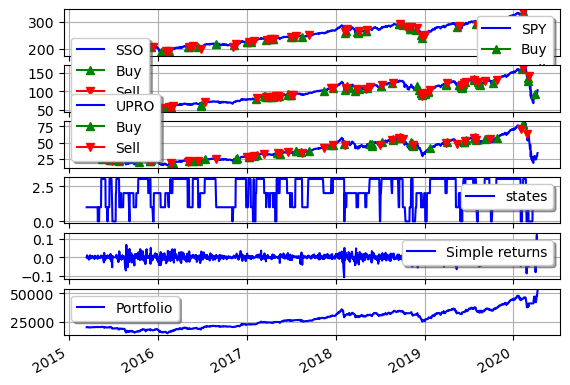 300
200
SPY
Buy
SSO
Buy
Sell
150
100
50
UPRO
Buy
Sell
75
50
25
2.5
0.0
states
0.1
0.0
−0.1
Simple returns
50000
25000
Portfolio
2015
2016
2017
2018
2019
2020